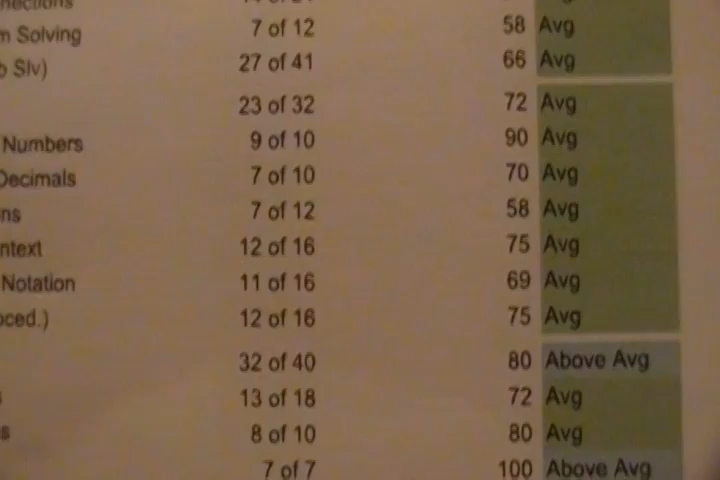 m Solving 7 of 12 58 Avg
b Slv) 27 of 41 66 Avg
23 of 32 72 Avg
Numbers 9 of 10 90 Avg
Decimals 7 of 10 70 Avg
ns 7 of 12 58 Avg
ntext 12 of 16 75 Avg
Notation 11 of 16 69 Avg
oced.) 12 of 16 75 Avg
32 of 40 80 Above Avg
13 of 18 72 Avg
s 8 of 10 80 Avg
7 of 7 100 Above Avg